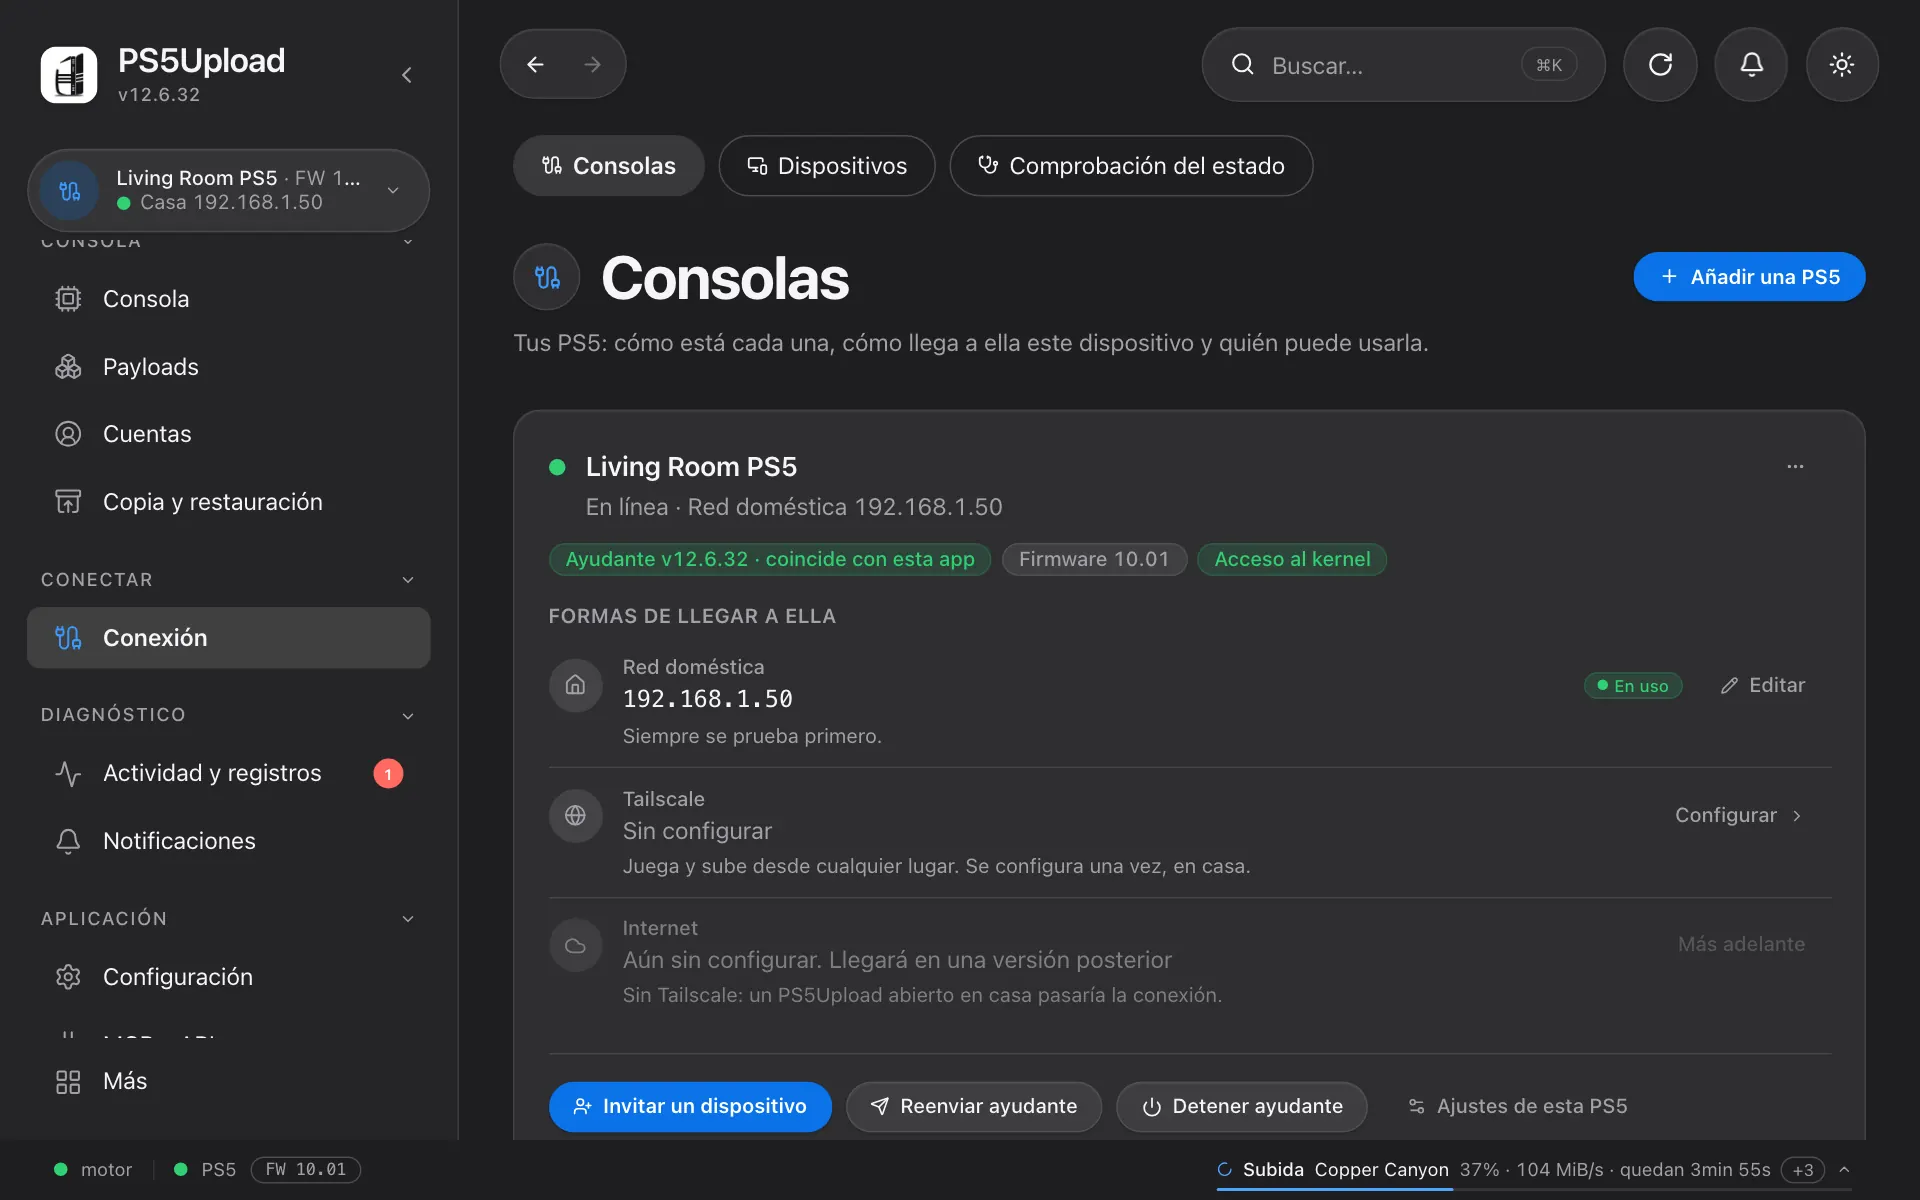 PS5Upload
v12.6.32
Living Room PS5 · FW 1...
Casa 192.168.1.50
CONSOLA
Consola
Payloads
Cuentas
Copia y restauración
CONECTAR
Conexión
DIAGNÓSTICO
Actividad y registros
1
Notificaciones
APLICACIÓN
Configuración
Más
Buscar...
⌘K
Consolas
Dispositivos
Comprobación del estado
Consolas
Añadir una PS5
Tus PS5: cómo está cada una, cómo llega a ella este dispositivo y quién puede usarla.
Living Room PS5
En línea · Red doméstica 192.168.1.50
Ayudante v12.6.32 · coincide con esta app
Firmware 10.01
Acceso al kernel
FORMAS DE LLEGAR A ELLA
Red doméstica
192.168.1.50
Siempre se prueba primero.
En uso
Editar
Tailscale
Sin configurar
Juega y sube desde cualquier lugar. Se configura una vez, en casa.
Configurar
Internet
Aún sin configurar. Llegará en una versión posterior
Sin Tailscale: un PS5Upload abierto en casa pasaría la conexión.
Más adelante
Invitar un dispositivo
Reenviar ayudante
Detener ayudante
Ajustes de esta PS5
motor
PS5
FW 10.01
Subida Copper Canyon 37% · 104 MiB/s · quedan 3min 55s
+3